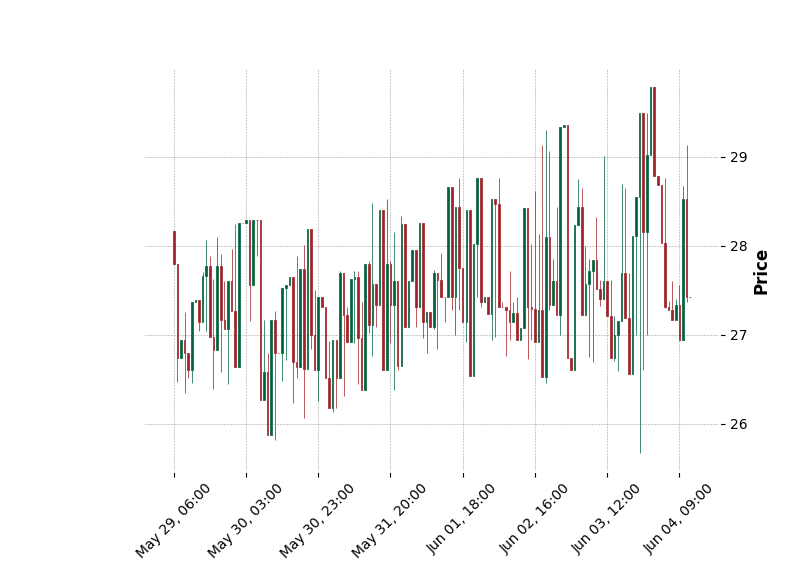 29
28
27
26
Price
May 29, 06:00
May 30, 03:00
May 30, 23:00
May 31, 20:00
Jun 01, 18:00
Jun 02, 16:00
Jun 03, 12:00
Jun 04, 09:00